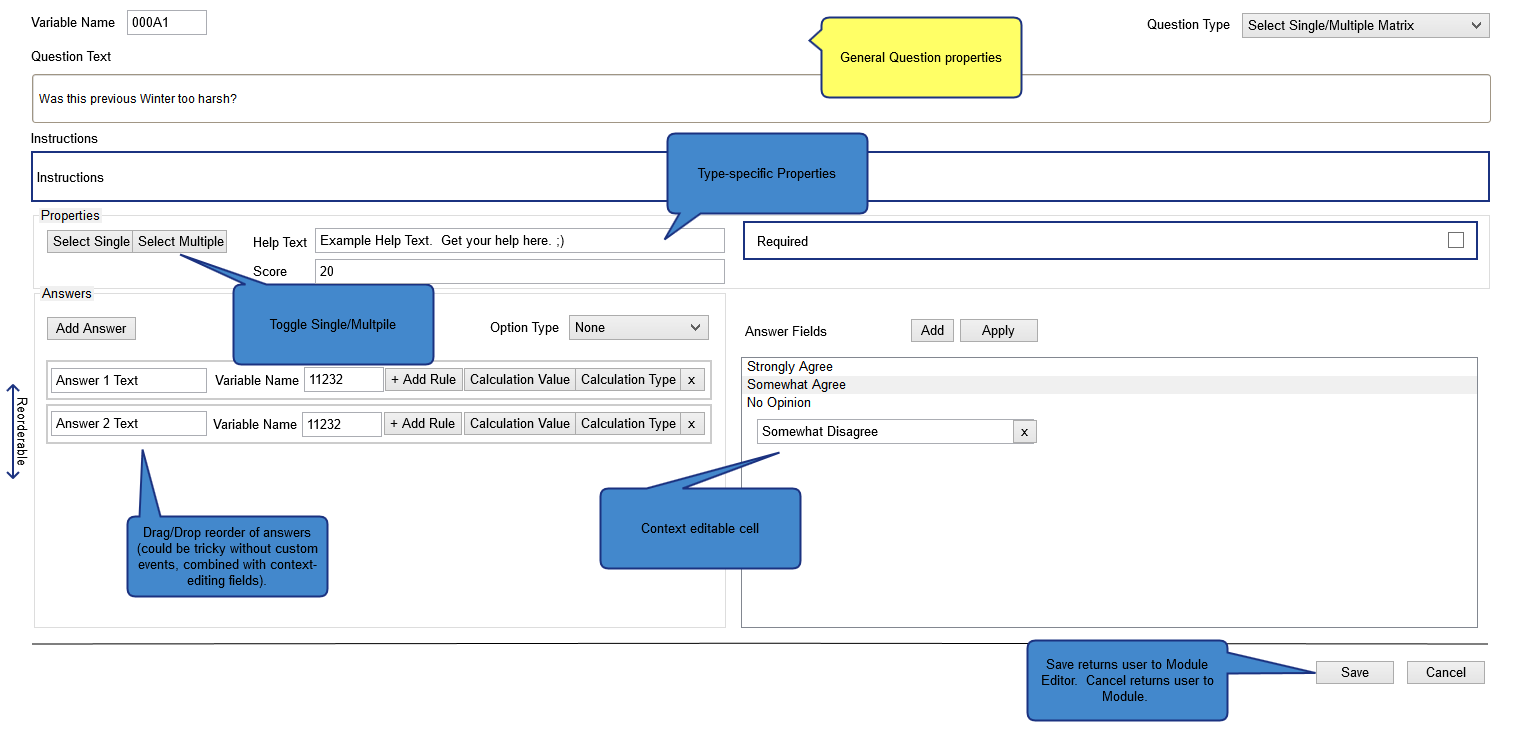 Variable Name 000A1
Question Type Select Single/Multiple Matrix
General Question properties
Question Text
Was this previous Winter too harsh?
Instructions
Instructions
Type-specific Properties
Properties
Select Single Select Multiple
Help Text Example Help Text.  Get your help here. ;)
Required
Score 20
Toggle Single/Multpile
Answers
Add Answer
Option Type None
Answer Fields Add Apply
Answer 1 Text Variable Name 11232 + Add Rule Calculation Value Calculation Type x
Answer 2 Text Variable Name 11232 + Add Rule Calculation Value Calculation Type x
Reorderable
Strongly Agree
Somewhat Agree
No Opinion
Somewhat Disagree x
Context editable cell
Drag/Drop reorder of answers
(could be tricky without custom
events, combined with context-
editing fields).
Save returns user to Module
Editor.  Cancel returns user to
Module.
Save Cancel